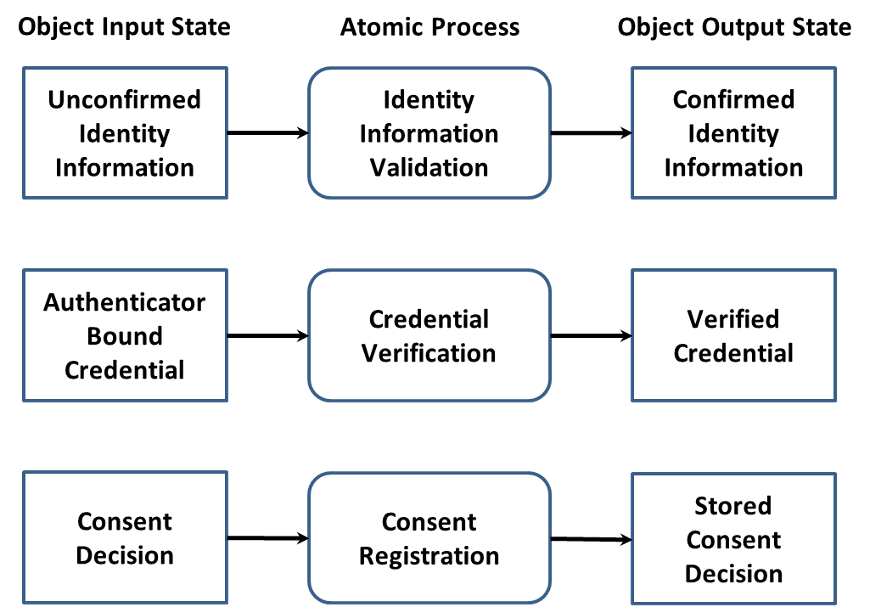 Object Input State
Atomic Process
Object Output State
Unconfirmed
Identity
Information
Identity
Information
Validation
Confirmed
Identity
Information
Authenticator
Bound
Credential
Credential
Verification
Verified
Credential
Consent
Decision
Consent
Registration
Stored
Consent
Decision